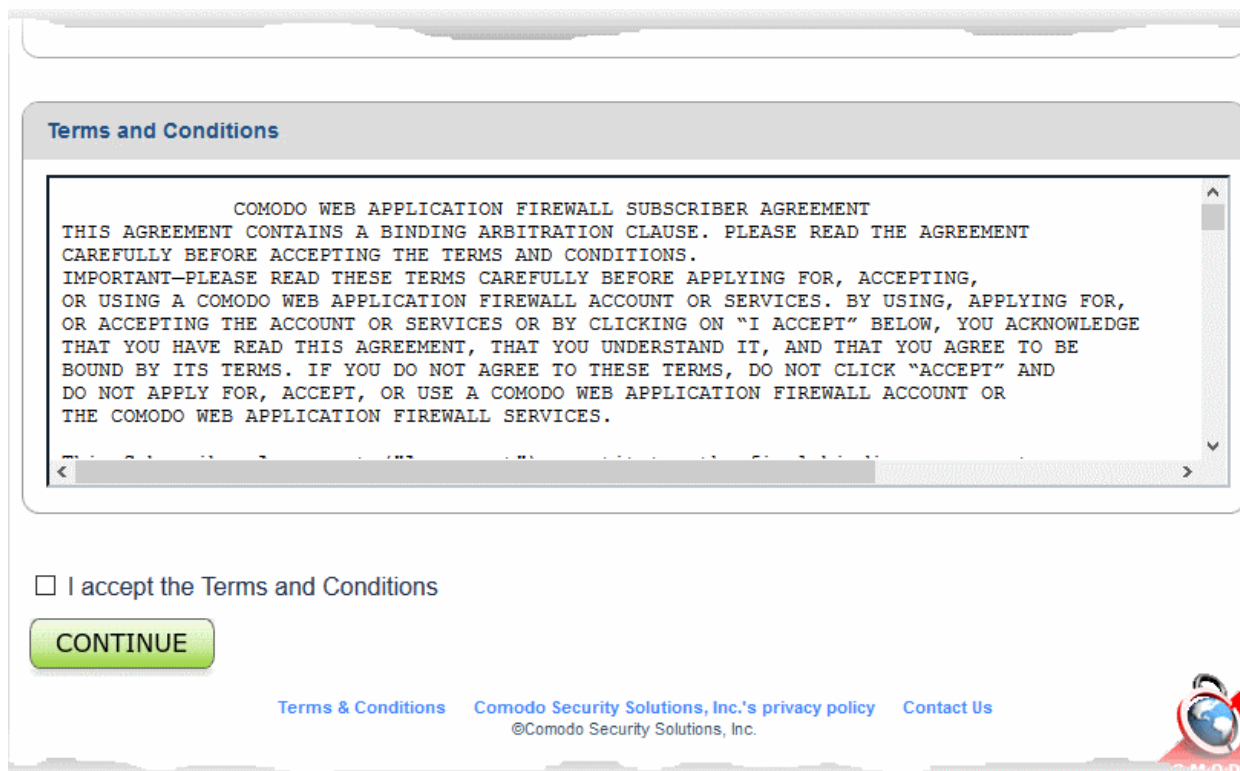 Terms and Conditions
COMODO WEB APPLICATION FIREWALL SUBSCRIBER AGREEMENT
THIS AGREEMENT CONTAINS A BINDING ARBITRATION CLAUSE. PLEASE READ THE AGREEMENT
CAREFULLY BEFORE ACCEPTING THE TERMS AND CONDITIONS.
IMPORTANT—PLEASE READ THESE TERMS CAREFULLY BEFORE APPLYING FOR, ACCEPTING,
OR USING A COMODO WEB APPLICATION FIREWALL ACCOUNT OR SERVICES. BY USING, APPLYING FOR,
OR ACCEPTING THE ACCOUNT OR SERVICES OR BY CLICKING ON “I ACCEPT” BELOW, YOU ACKNOWLEDGE
THAT YOU HAVE READ THIS AGREEMENT, THAT YOU UNDERSTAND IT, AND THAT YOU AGREE TO BE
BOUND BY ITS TERMS. IF YOU DO NOT AGREE TO THESE TERMS, DO NOT CLICK “ACCEPT” AND
DO NOT APPLY FOR, ACCEPT, OR USE A COMODO WEB APPLICATION FIREWALL ACCOUNT OR
THE COMODO WEB APPLICATION FIREWALL SERVICES.
I accept the Terms and Conditions
CONTINUE
Terms & Conditions Comodo Security Solutions, Inc.'s privacy policy Contact Us
©Comodo Security Solutions, Inc.